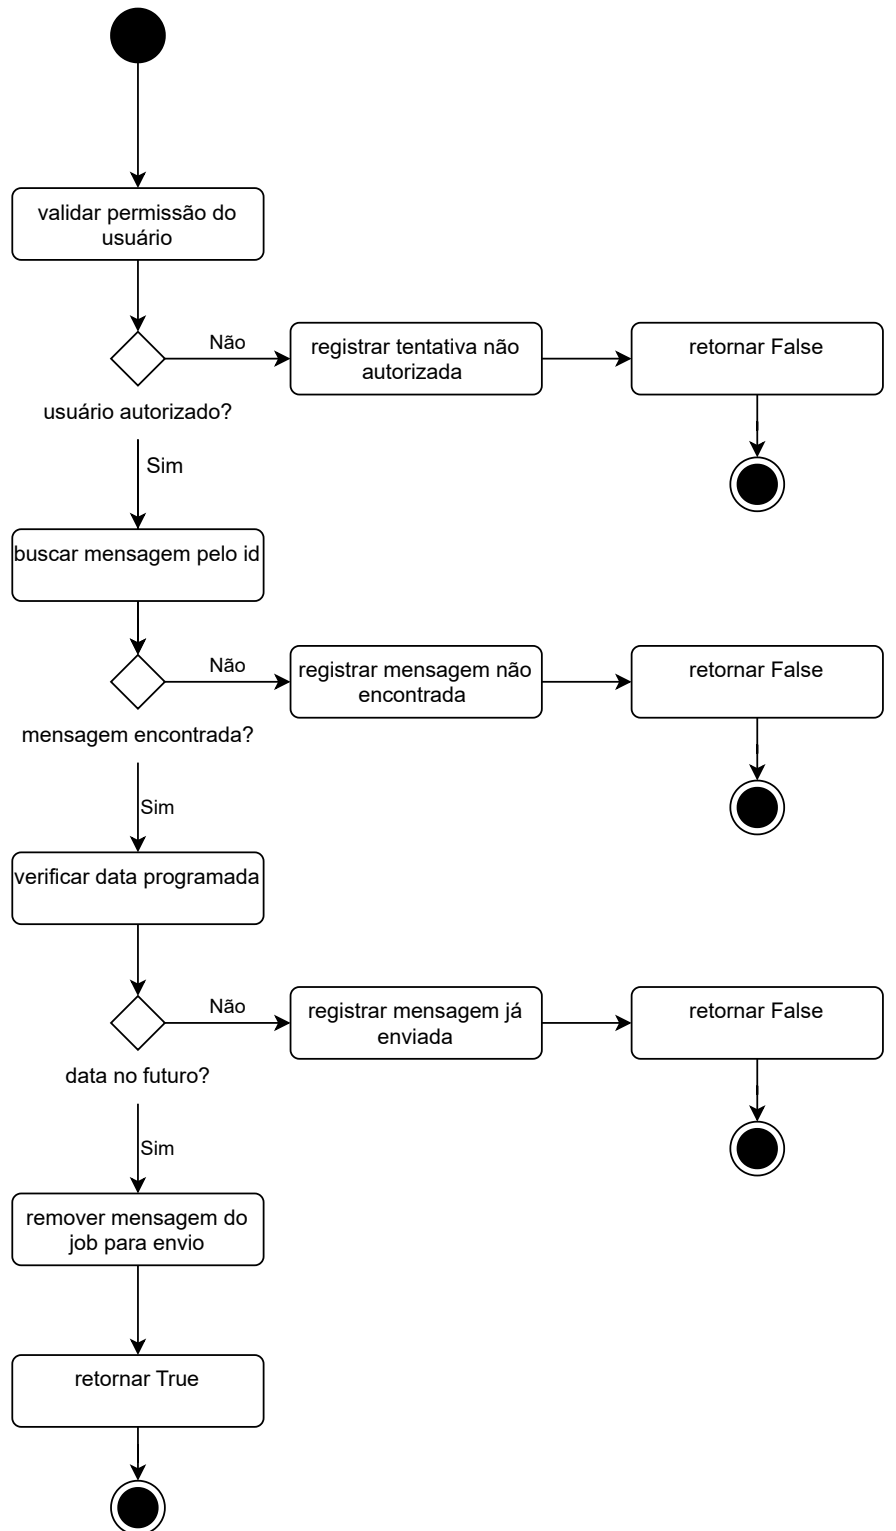 validar permissão do
usuário
Não
registrar tentativa não
autorizada
retornar False
usuário autorizado?
Sim
buscar mensagem pelo id
Não
registrar mensagem não
encontrada
retornar False
mensagem encontrada?
Sim
verificar data programada
Não
registrar mensagem já
enviada
retornar False
data no futuro?
Sim
remover mensagem do
job para envio
retornar True